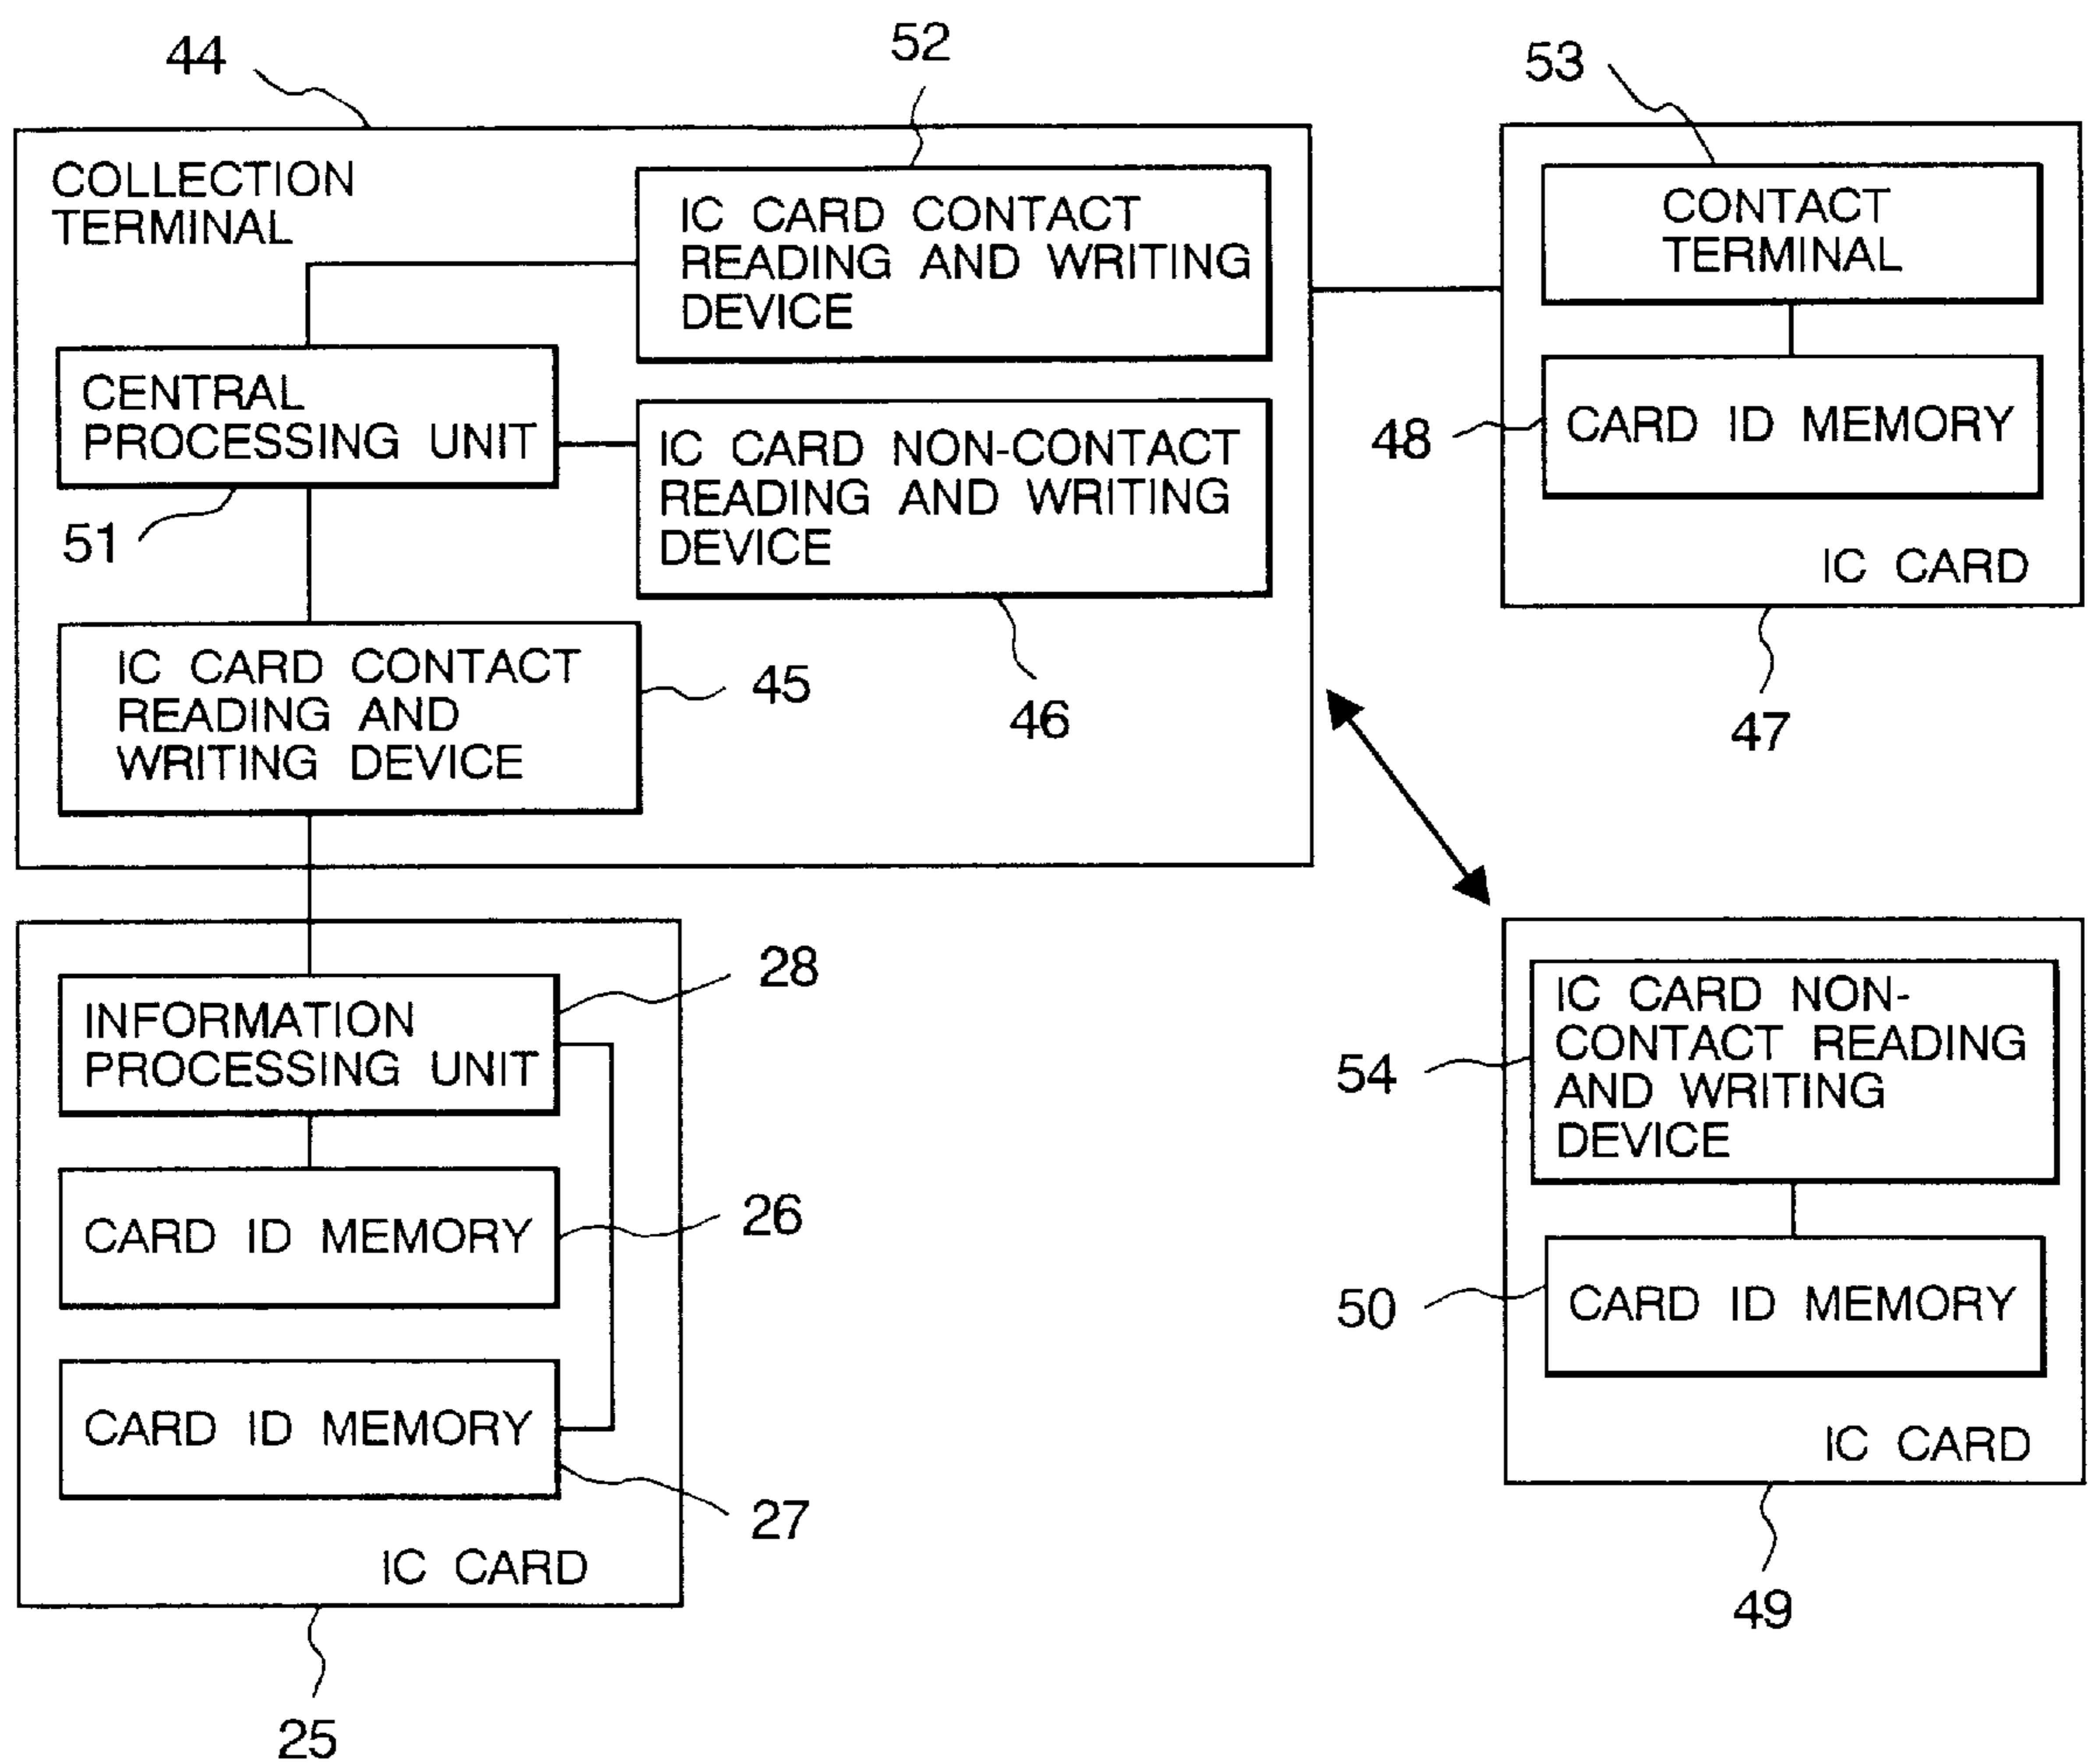 44
52
53
COLLECTION
TERMINAL
IC CARD CONTACT
READING AND WRITING
DEVICE
CONTACT
TERMINAL
CENTRAL
PROCESSING UNIT
48
CARD ID MEMORY
IC CARD NON-CONTACT
READING AND WRITING
DEVICE
51
IC CARD
IC CARD CONTACT
READING AND
WRITING DEVICE
45
46
47
INFORMATION
PROCESSING UNIT
28
IC CARD NON-
CONTACT READING
AND WRITING
DEVICE
54
CARD ID MEMORY
26
50
CARD ID MEMORY
CARD ID MEMORY
27
IC CARD
IC CARD
49
25